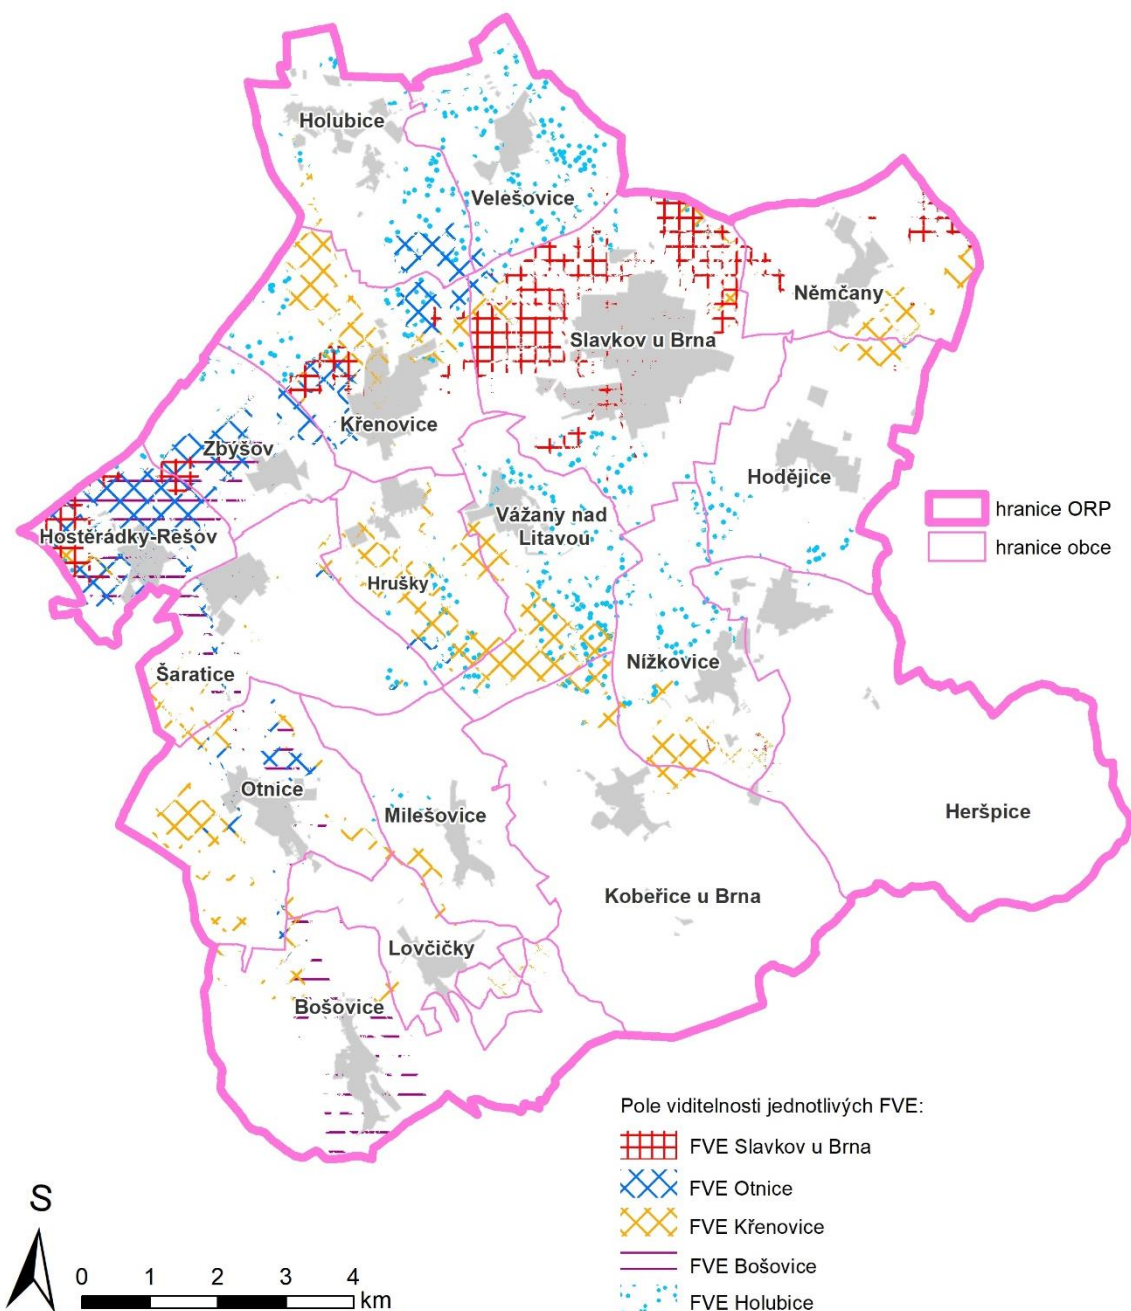 Holubice
Velešovice
Němčany
Slavkov u Brna
Křenovice
Zbýšov
Hodějice
hranice ORP
Vážany nad
Litavou
Hostěrádky-Rešov
hranice obce
Hrušky
Nížkovice
Šaratice
Otnice
Milešovice
Heršpice
Kobeřice u Brna
Lovčičky
Bošovice
Pole viditelnosti jednotlivých FVE:
FVE Slavkov u Brna
FVE Otnice
FVE Křenovice
FVE Bošovice
FVE Holubice
S
0 1 2 3 4
km